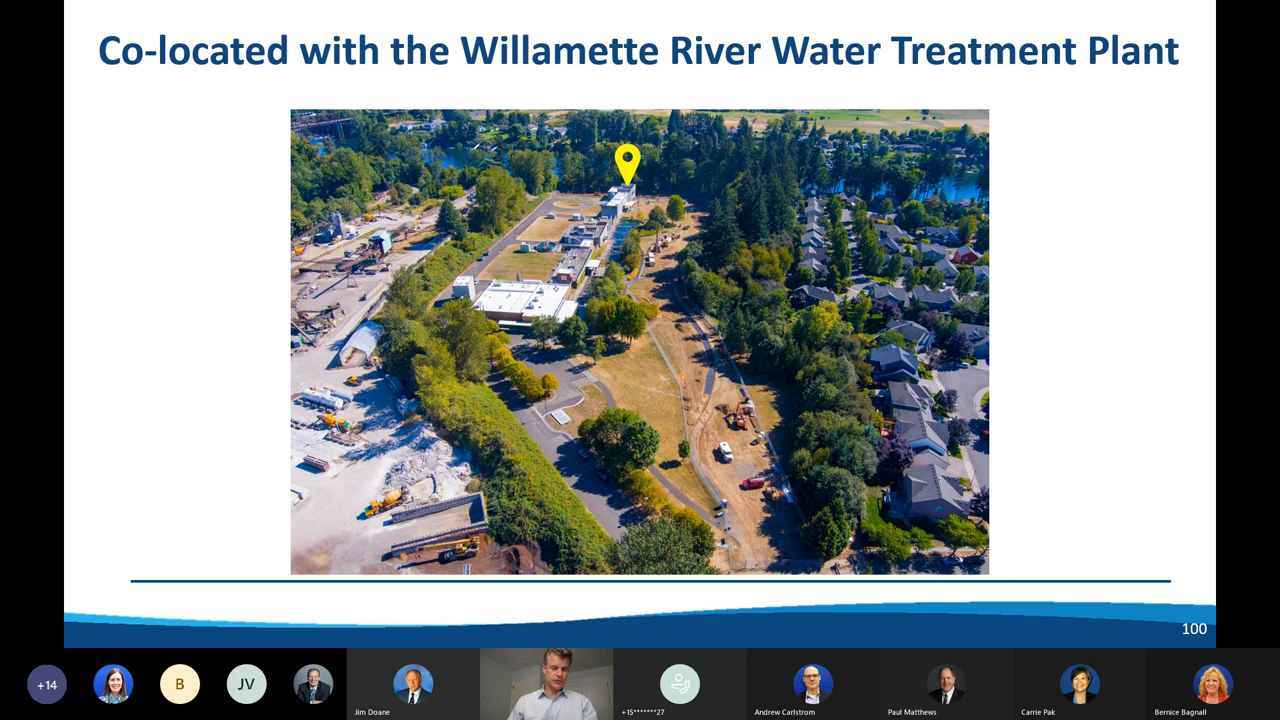 Co-located with the Willamette River Water Treatment Plant
100
+14
B
JV
Jim Doane
+15*******27
Andrew Carlstrom
Paul Matthews
Carrie Pak
Bernice Bagnall